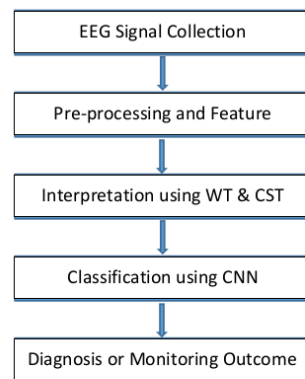 EEG Signal Collection
Pre-processing and Feature
Interpretation using WT & CST
Classification using CNN
Diagnosis or Monitoring Outcome